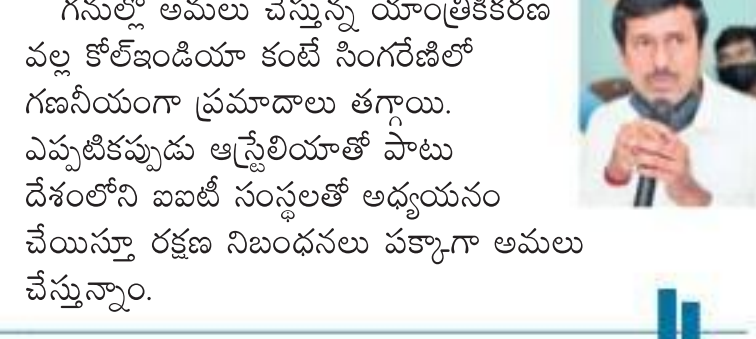 గనుల్లో అమలు చేస్తున్న యాంత్రికీకరణ
వల్ల కోల్ఇండియా కంటే సింగరేణిలో
గణనీయంగా ప్రమాదాలు తగ్గాయి.
ఎప్పటికప్పుడు ఆస్ట్రేలియాతో పాటు
దేశంలోని ఐఐటీ సంస్థలతో అధ్యయనం
చేయిస్తూ రక్షణ నిబంధనలు పక్కాగా అమలు
చేస్తున్నాం.